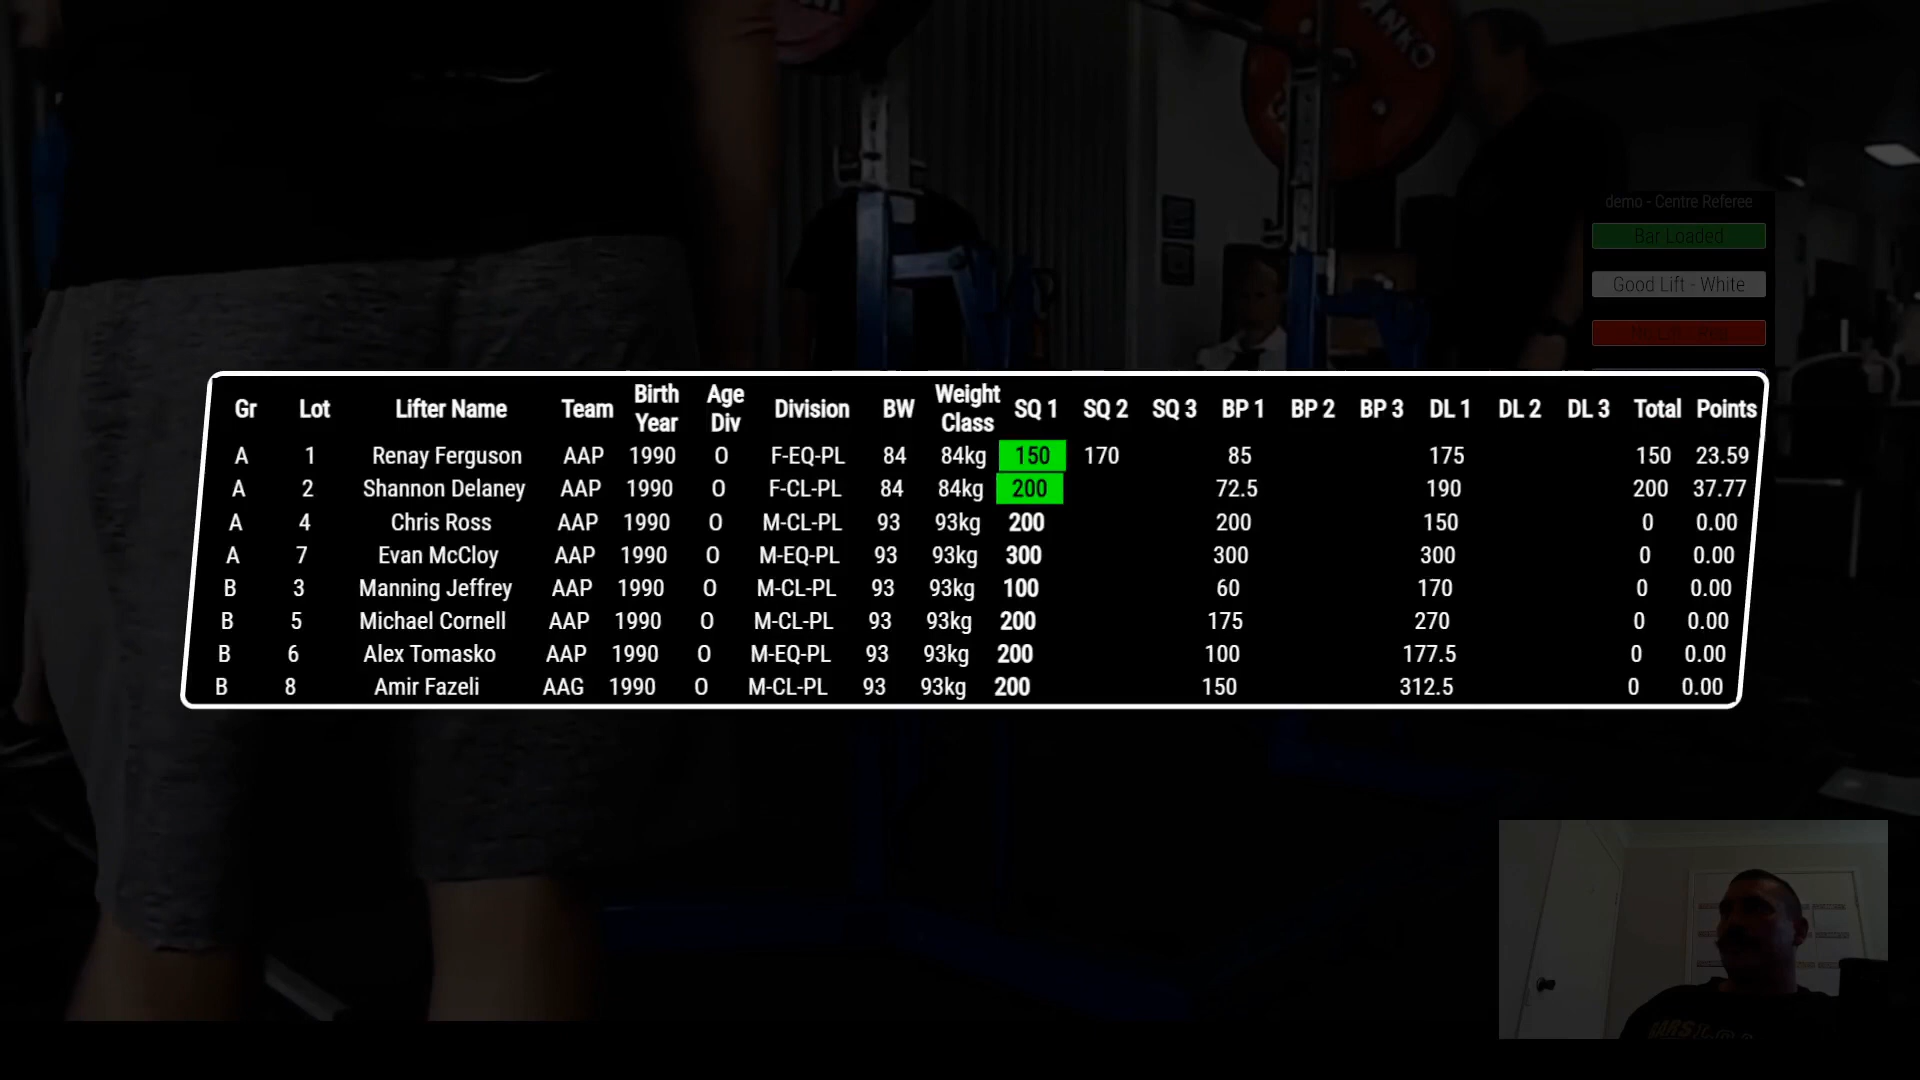 ANKO
demo - Centre Referee
Bar Loaded
Good Lift - White
Gr Lot Lifter Name Team Birth Year Age Div Division BW Weight Class SQ 1 SQ 2 SQ 3 BP 1 BP 2 BP 3 DL 1 DL 2 DL 3 Total Points
A 1 Renay Ferguson AAP 1990 O F-EQ-PL 84 84kg 150 170 85 175 150 23.59
A 2 Shannon Delaney AAP 1990 O F-CL-PL 84 84kg 200 72.5 190 200 37.77
A 4 Chris Ross AAP 1990 O M-CL-PL 93 93kg 200 200 150 0 0.00
A 7 Evan McCloy AAP 1990 O M-EQ-PL 93 93kg 300 300 300 0 0.00
B 3 Manning Jeffrey AAP 1990 O M-CL-PL 93 93kg 100 60 170 0 0.00
B 5 Michael Cornell AAP 1990 O M-CL-PL 93 93kg 200 175 270 0 0.00
B 6 Alex Tomasko AAP 1990 O M-EQ-PL 93 93kg 200 100 177.5 0 0.00
B 8 Amir Fazeli AAG 1990 O M-CL-PL 93 93kg 200 150 312.5 0 0.00